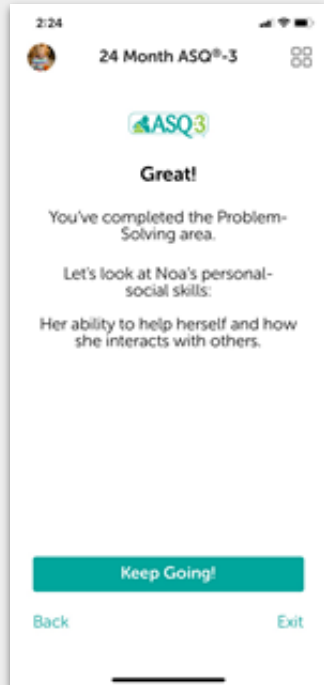 2:24
24 Month ASQ®-3
ASQ3
Great!
You've completed the Problem-
Solving area.
Let's look at Noa's personal-
social skills:
Her ability to help herself and how
she interacts with others.
Keep Going!
Back
Exit